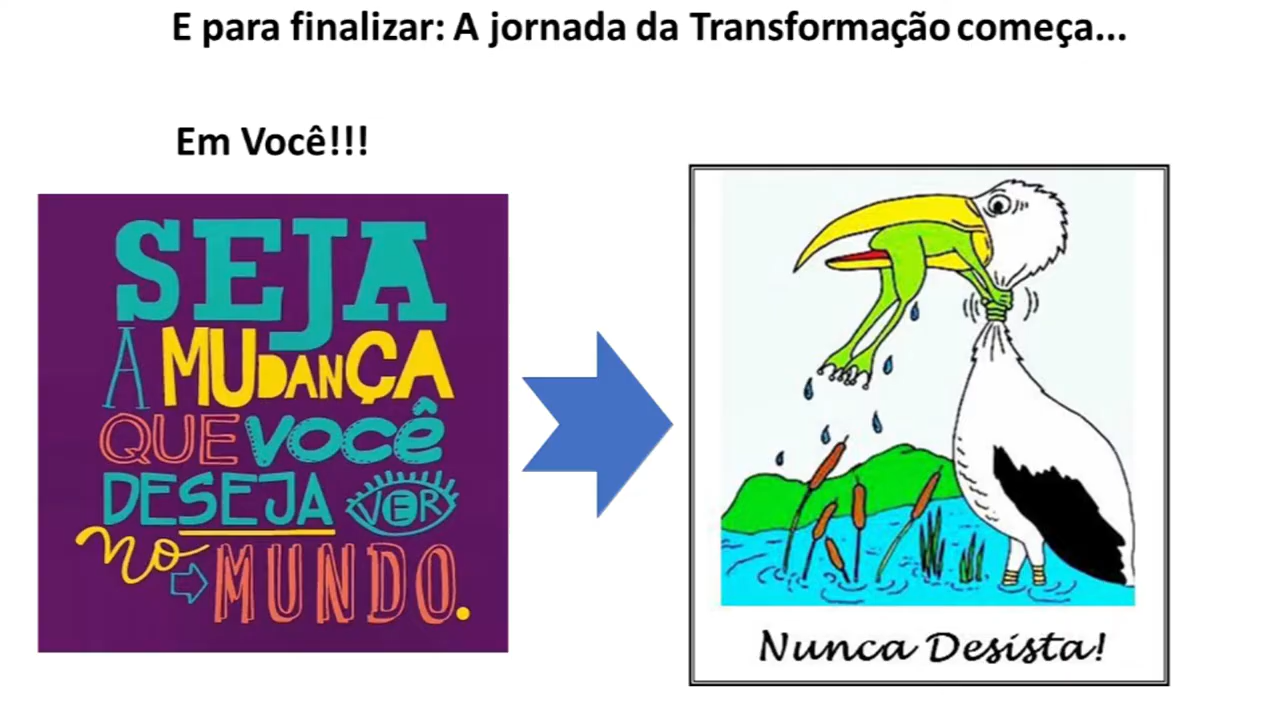 E para finalizar: A jornada da Transformação começa...
Em Você!!!
SEJA
A MUDANÇA
QUE VOCÊ
DESEJA VER
NO
MUNDO.
Nunca Desista!